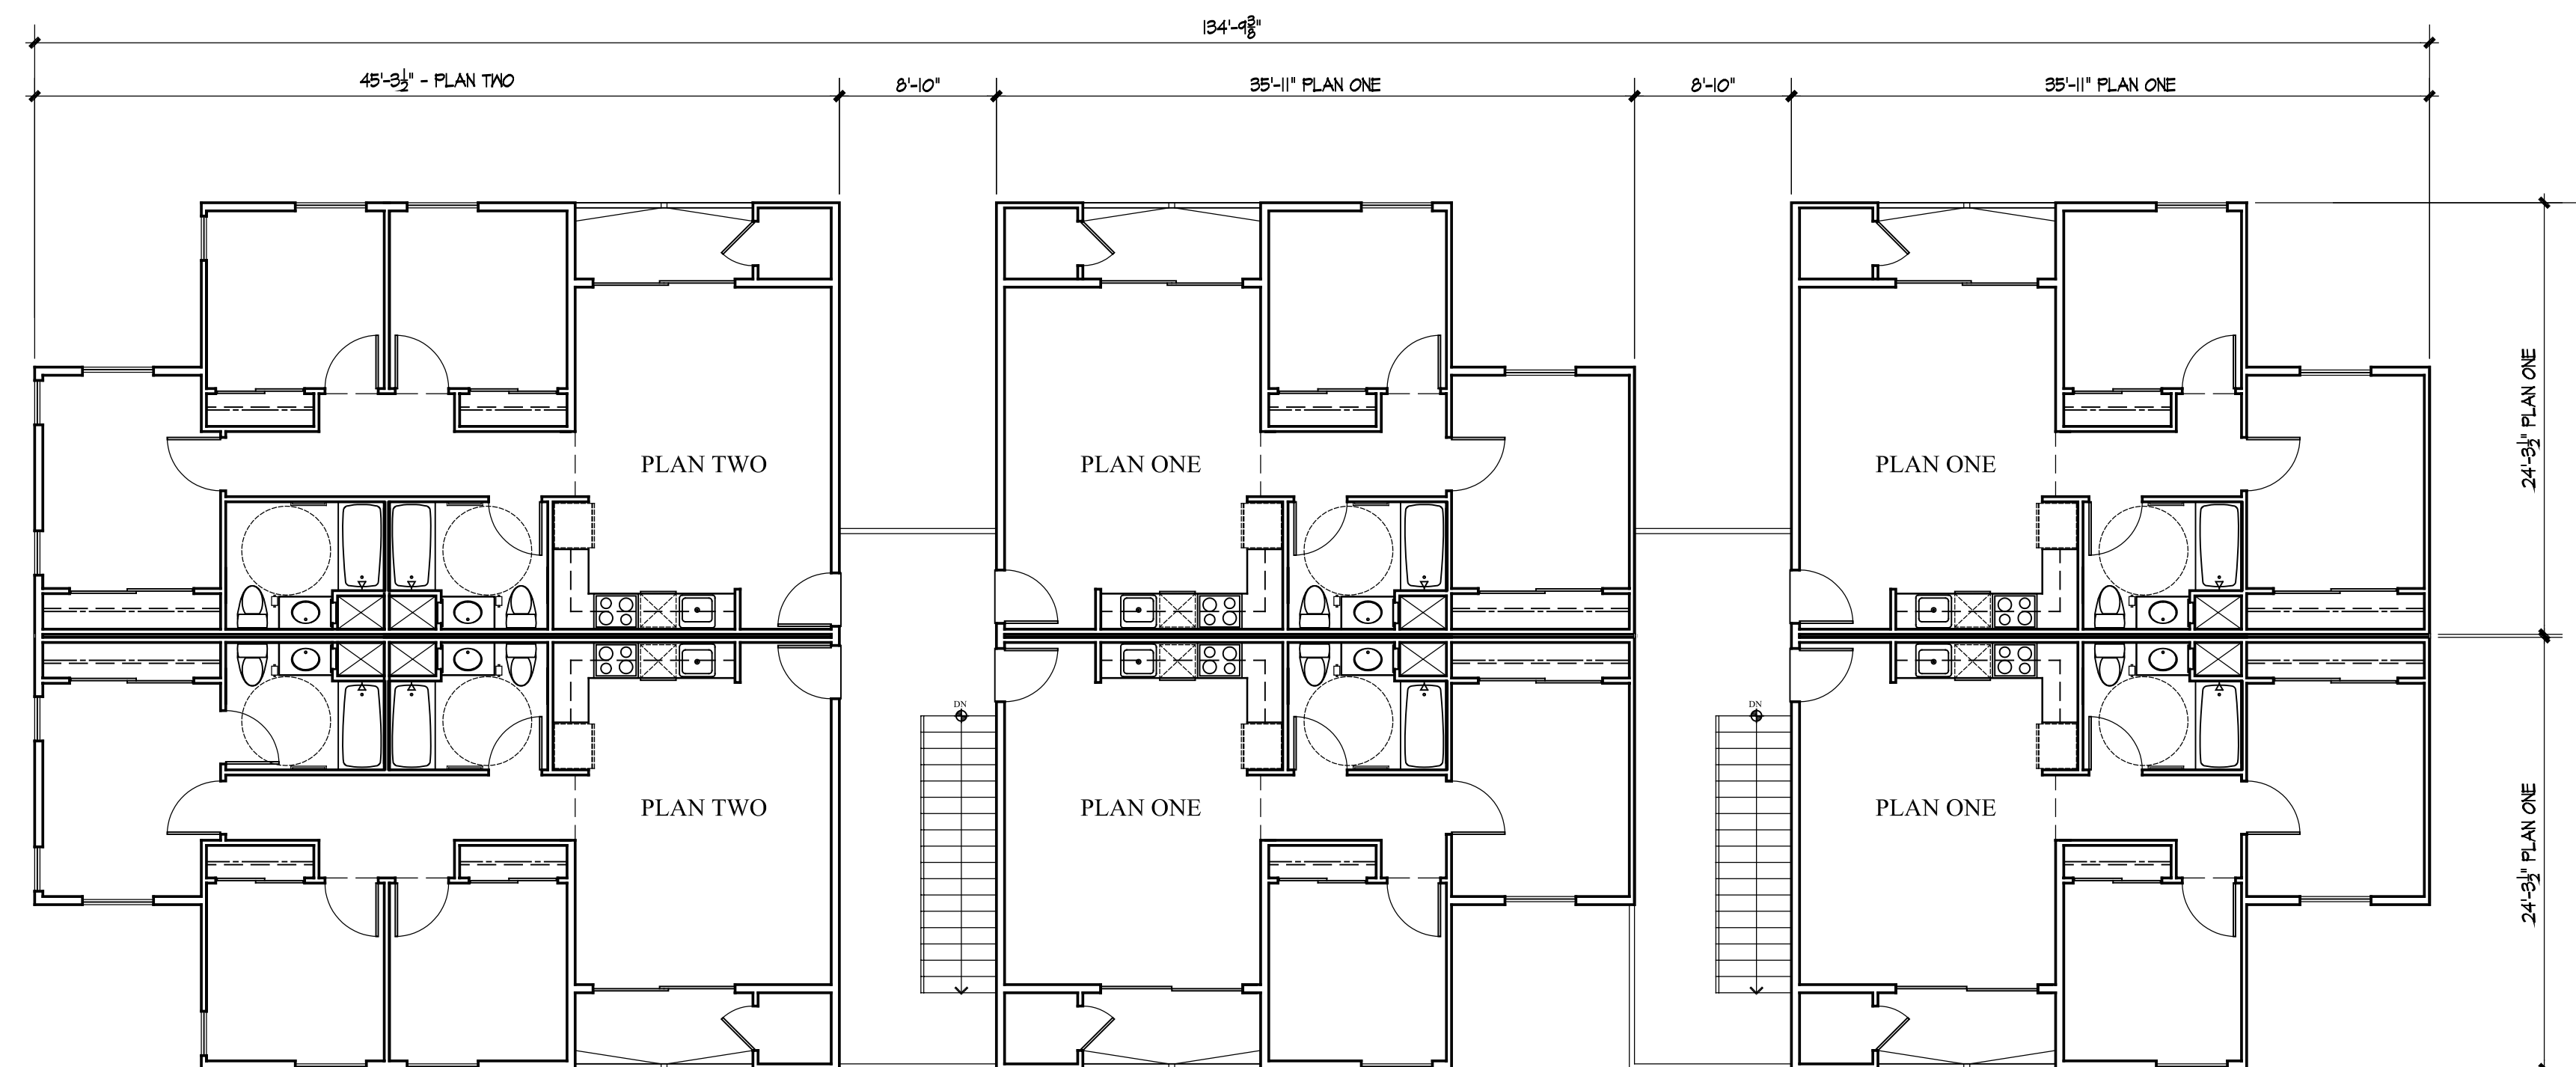 134'-9 3/8"
45'-3 1/2" - PLAN TWO
8'-10"
35'-11" PLAN ONE
8'-10"
35'-11" PLAN ONE
24'-3 1/2" PLAN ONE
PLAN TWO
PLAN ONE
PLAN ONE
DN
DN
PLAN TWO
PLAN ONE
PLAN ONE
24'-3 1/2" PLAN ONE